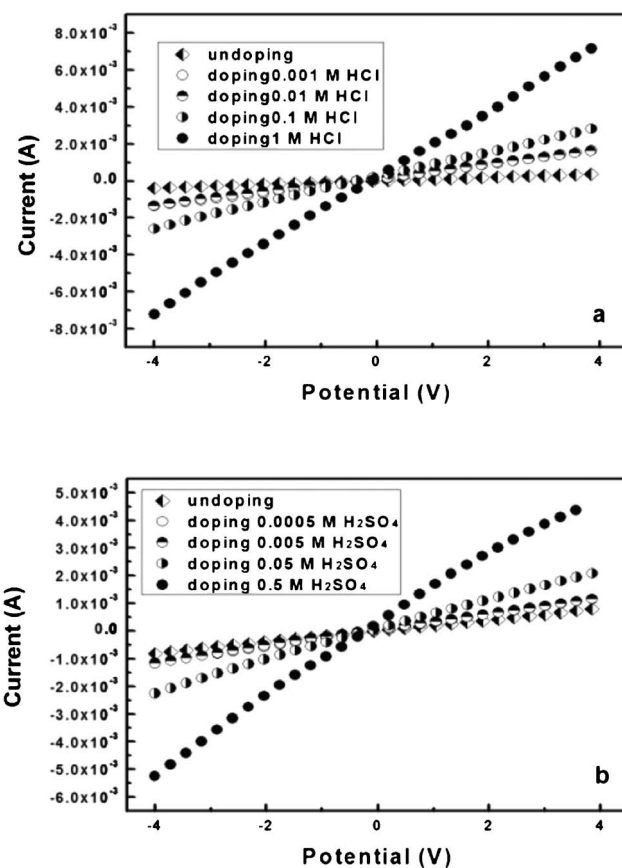 8.0x10⁻³
6.0x10⁻³
4.0x10⁻³
2.0x10⁻³
0.0
-2.0x10⁻³
-4.0x10⁻³
-6.0x10⁻³
-8.0x10⁻³
Current (A)
undoping
doping0.001 M HCl
doping0.01 M HCl
doping0.1 M HCl
doping1 M HCl
a
-4 -2 0 2 4
Potential (V)
5.0x10⁻³
4.0x10⁻³
3.0x10⁻³
2.0x10⁻³
1.0x10⁻³
0.0
-1.0x10⁻³
-2.0x10⁻³
-3.0x10⁻³
-4.0x10⁻³
-5.0x10⁻³
-6.0x10⁻³
Current (A)
undoping
doping 0.0005 M H₂SO₄
doping 0.005 M H₂SO₄
doping 0.05 M H₂SO₄
doping 0.5 M H₂SO₄
b
-4 -2 0 2 4
Potential (V)